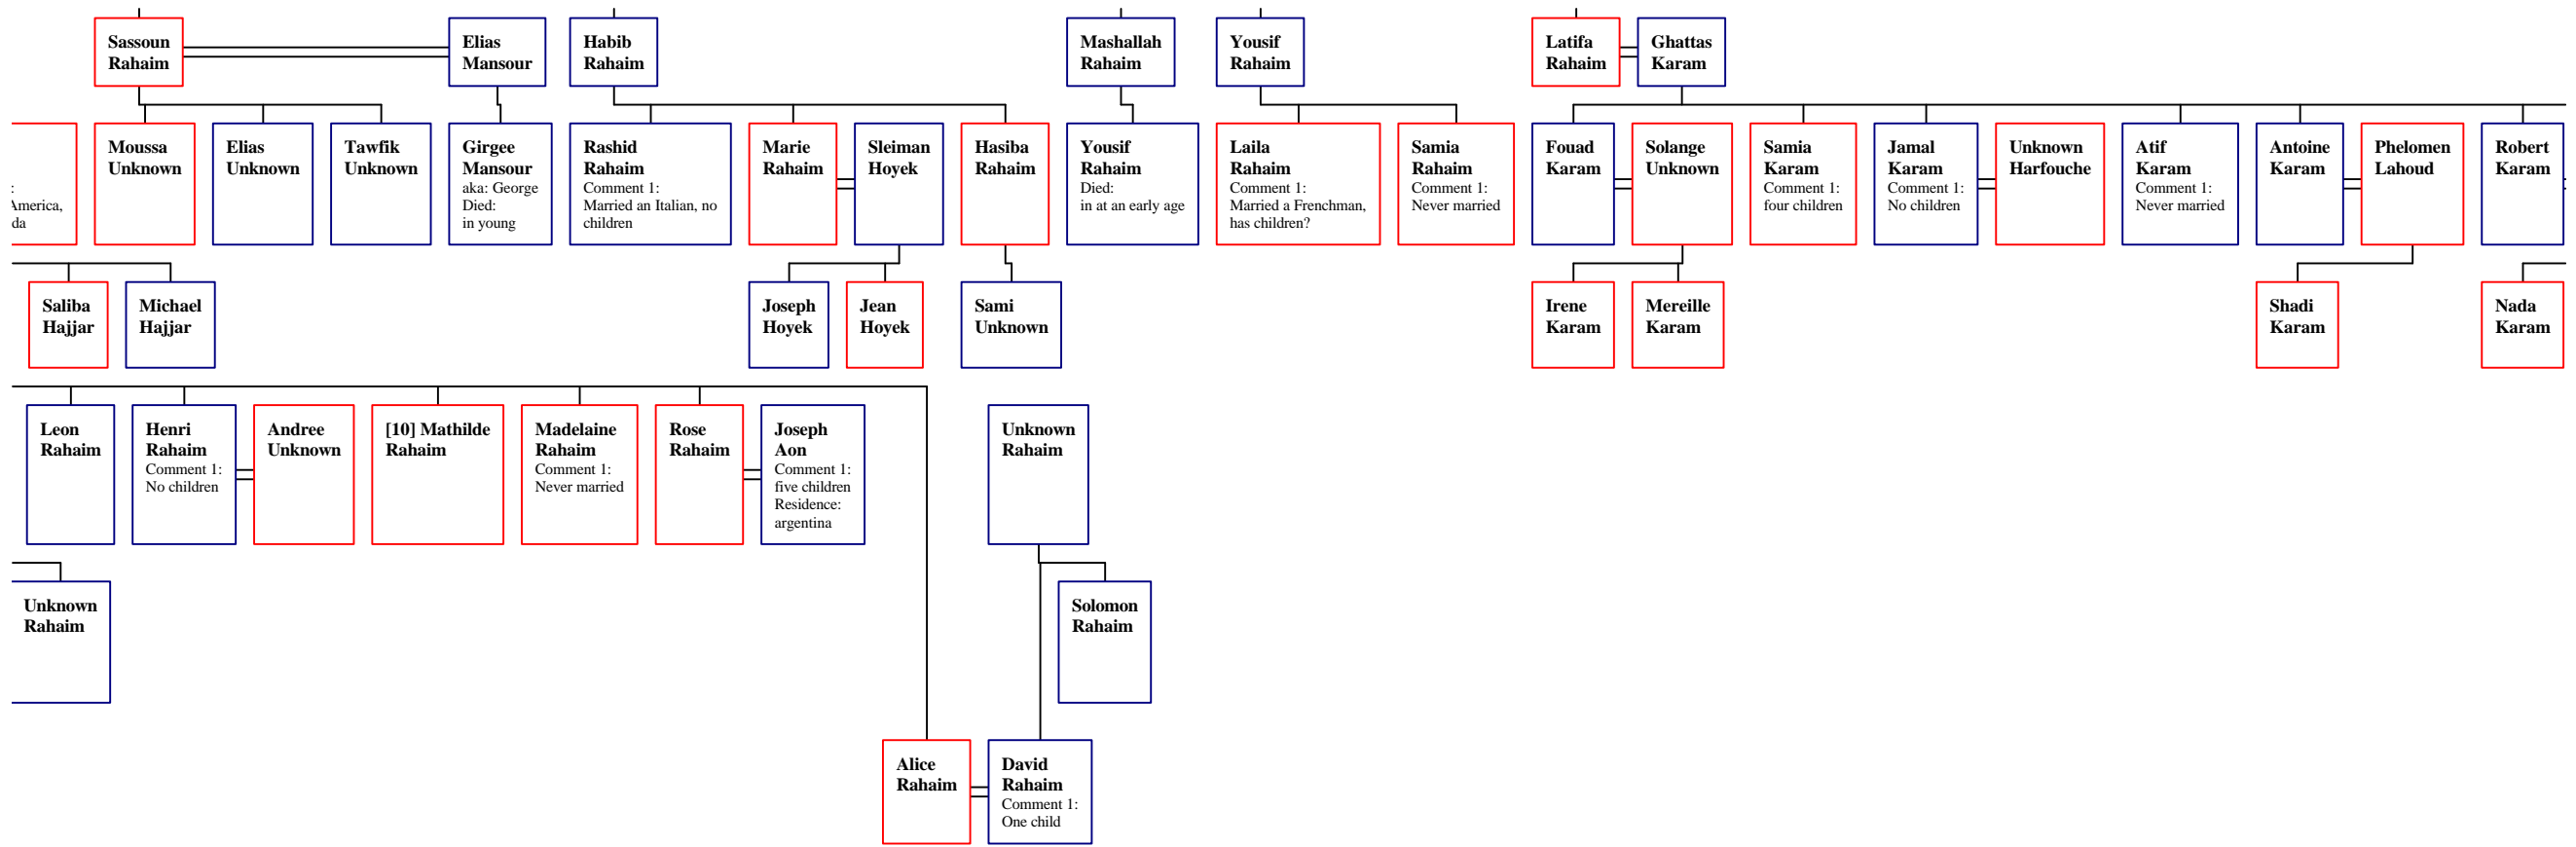 Sassoun
Rahaim
Elias
Mansour
Habib
Rahaim
Mashallah
Rahaim
Yousif
Rahaim
Latifa
Rahaim
Ghattas
Karam
:
America,
da
Moussa
Unknown
Elias
Unknown
Tawfik
Unknown
Girgee
Mansour
aka: George
Died:
in young
Rashid
Rahaim
Comment 1:
Married an Italian, no
children
Marie
Rahaim
Sleiman
Hoyek
Hasiba
Rahaim
Yousif
Rahaim
Died:
in at an early age
Laila
Rahaim
Comment 1:
Married a Frenchman,
has children?
Samia
Rahaim
Comment 1:
Never married
Fouad
Karam
Solange
Unknown
Samia
Karam
Comment 1:
four children
Jamal
Karam
Comment 1:
No children
Unknown
Harfouche
Atif
Karam
Comment 1:
Never married
Antoine
Karam
Phelomen
Lahoud
Robert
Karam
Saliba
Hajjar
Michael
Hajjar
Joseph
Hoyek
Jean
Hoyek
Sami
Unknown
Irene
Karam
Mereille
Karam
Shadi
Karam
Nada
Karam
Leon
Rahaim
Henri
Rahaim
Comment 1:
No children
Andree
Unknown
[10] Mathilde
Rahaim
Madelaine
Rahaim
Comment 1:
Never married
Rose
Rahaim
Joseph
Aon
Comment 1:
five children
Residence:
argentina
Unknown
Rahaim
Unknown
Rahaim
Solomon
Rahaim
Alice
Rahaim
David
Rahaim
Comment 1:
One child